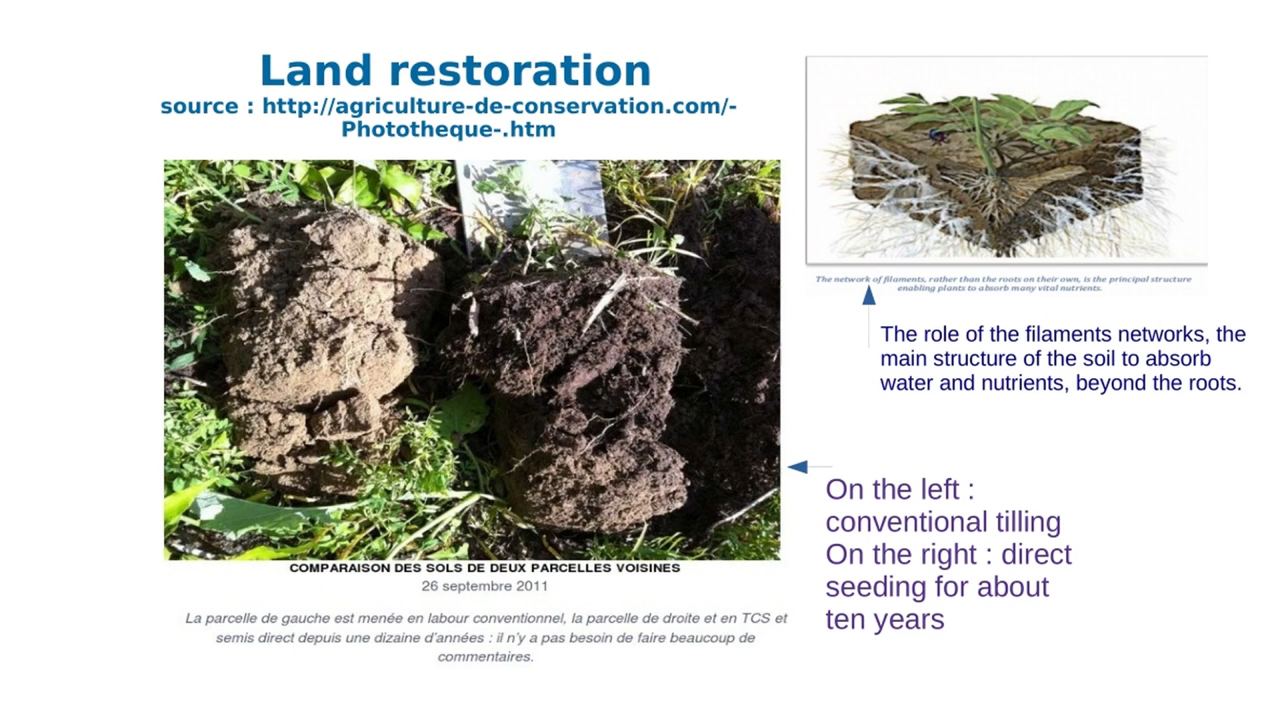 Land restoration
source : http://agriculture-de-conservation.com/-
Phototheque-.htm
The network of filaments, rather than the roots on their own, is the principal structure
enabling plants to absorb many vital nutrients.
The role of the filaments networks, the
main structure of the soil to absorb
water and nutrients, beyond the roots.
On the left :
conventional tilling
On the right : direct
seeding for about
ten years
COMPARAISON DES SOLS DE DEUX PARCELLES VOISINES
26 septembre 2011
La parcelle de gauche est menée en labour conventionnel, la parcelle de droite et en TCS et
semis direct depuis une dizaine d'années : il n'y a pas besoin de faire beaucoup de
commentaires.